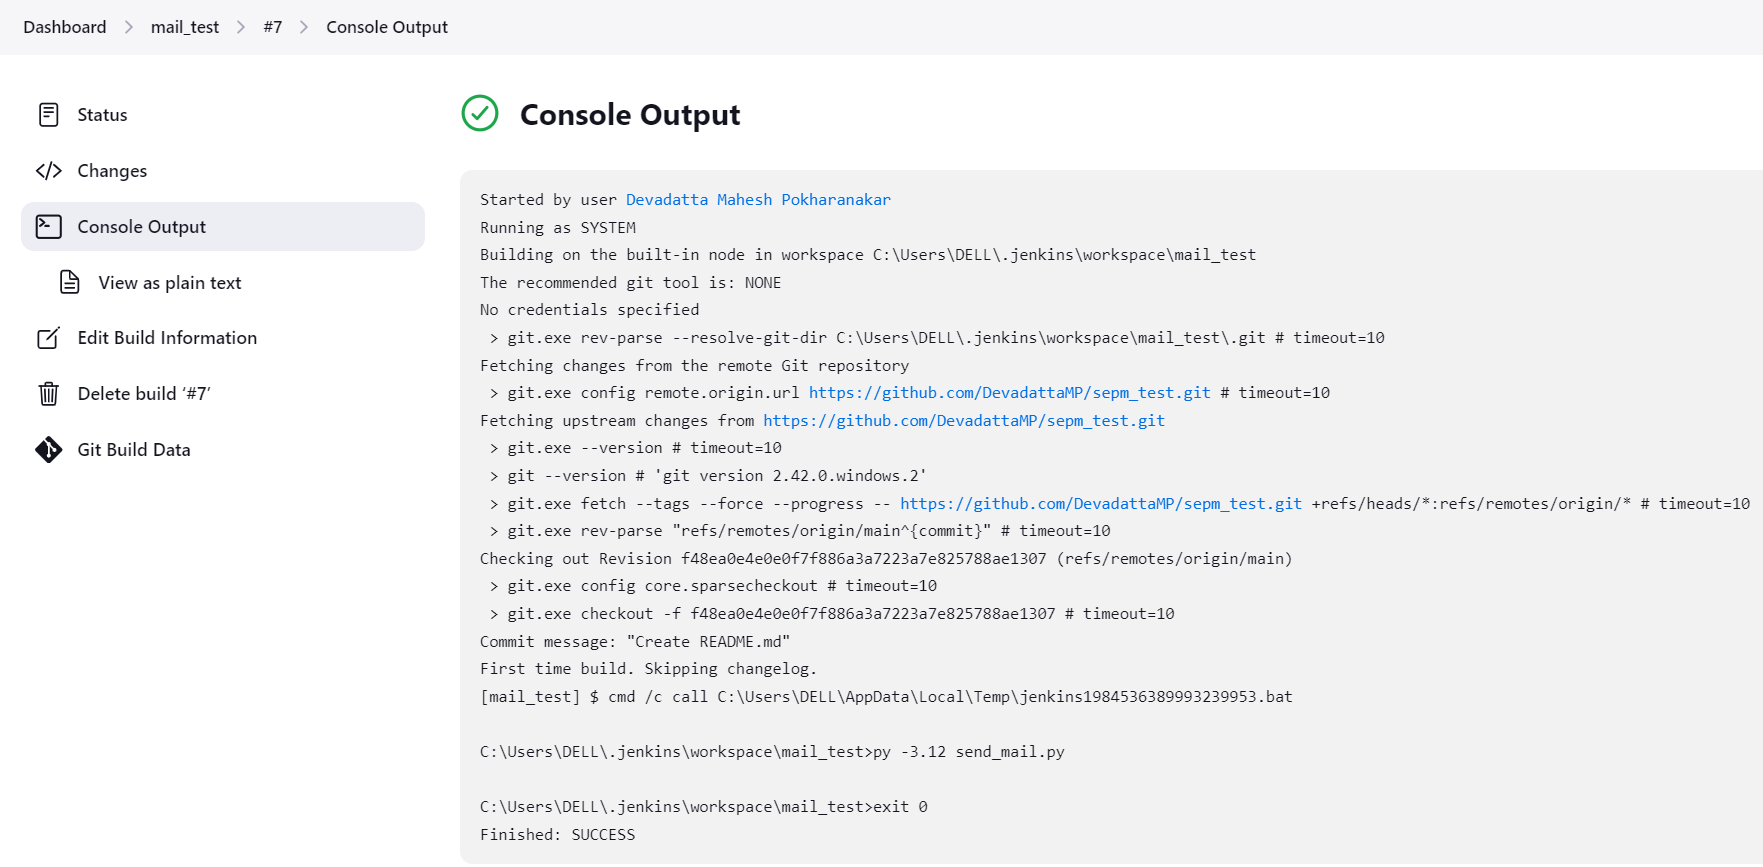 Dashboard > mail_test > #7 > Console Output
Status
Changes
Console Output
View as plain text
Edit Build Information
Delete build ‘#7’
Git Build Data
Console Output
Started by user Devadatta Mahesh Pokharanakar
Running as SYSTEM
Building on the built-in node in workspace C:\Users\DELL\.jenkins\workspace\mail_test
The recommended git tool is: NONE
No credentials specified
 > git.exe rev-parse --resolve-git-dir C:\Users\DELL\.jenkins\workspace\mail_test\.git # timeout=10
Fetching changes from the remote Git repository
 > git.exe config remote.origin.url https://github.com/DevadattaMP/sepm_test.git # timeout=10
Fetching upstream changes from https://github.com/DevadattaMP/sepm_test.git
 > git.exe --version # timeout=10
 > git --version # 'git version 2.42.0.windows.2'
 > git.exe fetch --tags --force --progress -- https://github.com/DevadattaMP/sepm_test.git +refs/heads/*:refs/remotes/origin/* # timeout=10
 > git.exe rev-parse "refs/remotes/origin/main^{commit}" # timeout=10
Checking out Revision f48ea0e4e0e0f7f886a3a7223a7e825788ae1307 (refs/remotes/origin/main)
 > git.exe config core.sparsecheckout # timeout=10
 > git.exe checkout -f f48ea0e4e0e0f7f886a3a7223a7e825788ae1307 # timeout=10
Commit message: "Create README.md"
First time build. Skipping changelog.
[mail_test] $ cmd /c call C:\Users\DELL\AppData\Local\Temp\jenkins1984536389993239953.bat
C:\Users\DELL\.jenkins\workspace\mail_test>py -3.12 send_mail.py
C:\Users\DELL\.jenkins\workspace\mail_test>exit 0
Finished: SUCCESS